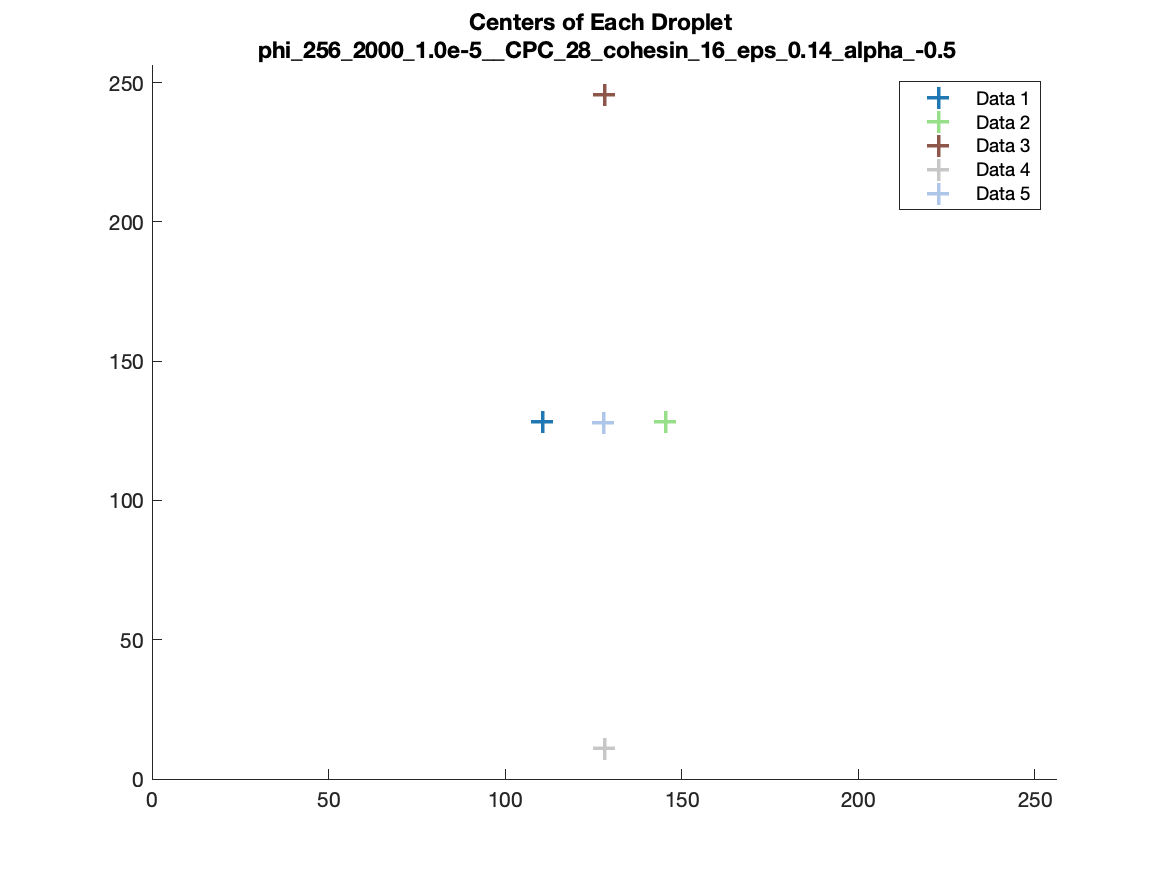 Centers of Each Droplet
phi_256_2000_1.0e-5__CPC_28_cohesin_16_eps_0.14_alpha_-0.5
250
200
150
100
50
0
0 50 100 150 200 250
Data 1
Data 2
Data 3
Data 4
Data 5